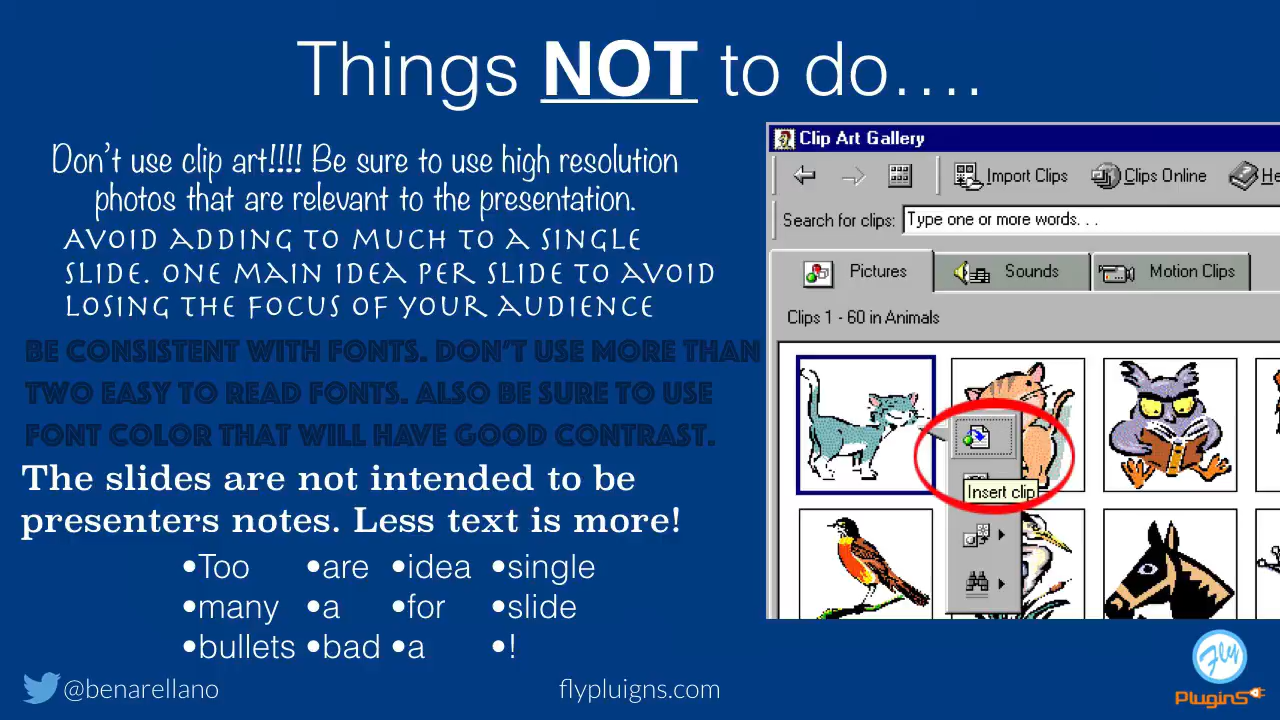 Things NOT to do….
Don't use clip art!!!! Be sure to use high resolution
photos that are relevant to the presentation.
AVOID ADDING TO MUCH TO A SINGLE
SLIDE. ONE MAIN IDEA PER SLIDE TO AVOID
LOSING THE FOCUS OF YOUR AUDIENCE
BE CONSISTENT WITH FONTS. DON'T USE MORE THAN
TWO EASY TO READ FONTS. ALSO BE SURE TO USE
FONT COLOR THAT WILL HAVE GOOD CONTRAST.
The slides are not intended to be
presenters notes. Less text is more!
•Too •are •idea •single
•many •a •for •slide
•bullets •bad •a •!
@benarellano
flypluigns.com
Clip Art Gallery
Import Clips Clips Online He
Search for clips: Type one or more words. . .
Pictures Sounds Motion Clips
Clips 1 - 60 in Animals
Insert clip
Fly
PluginS